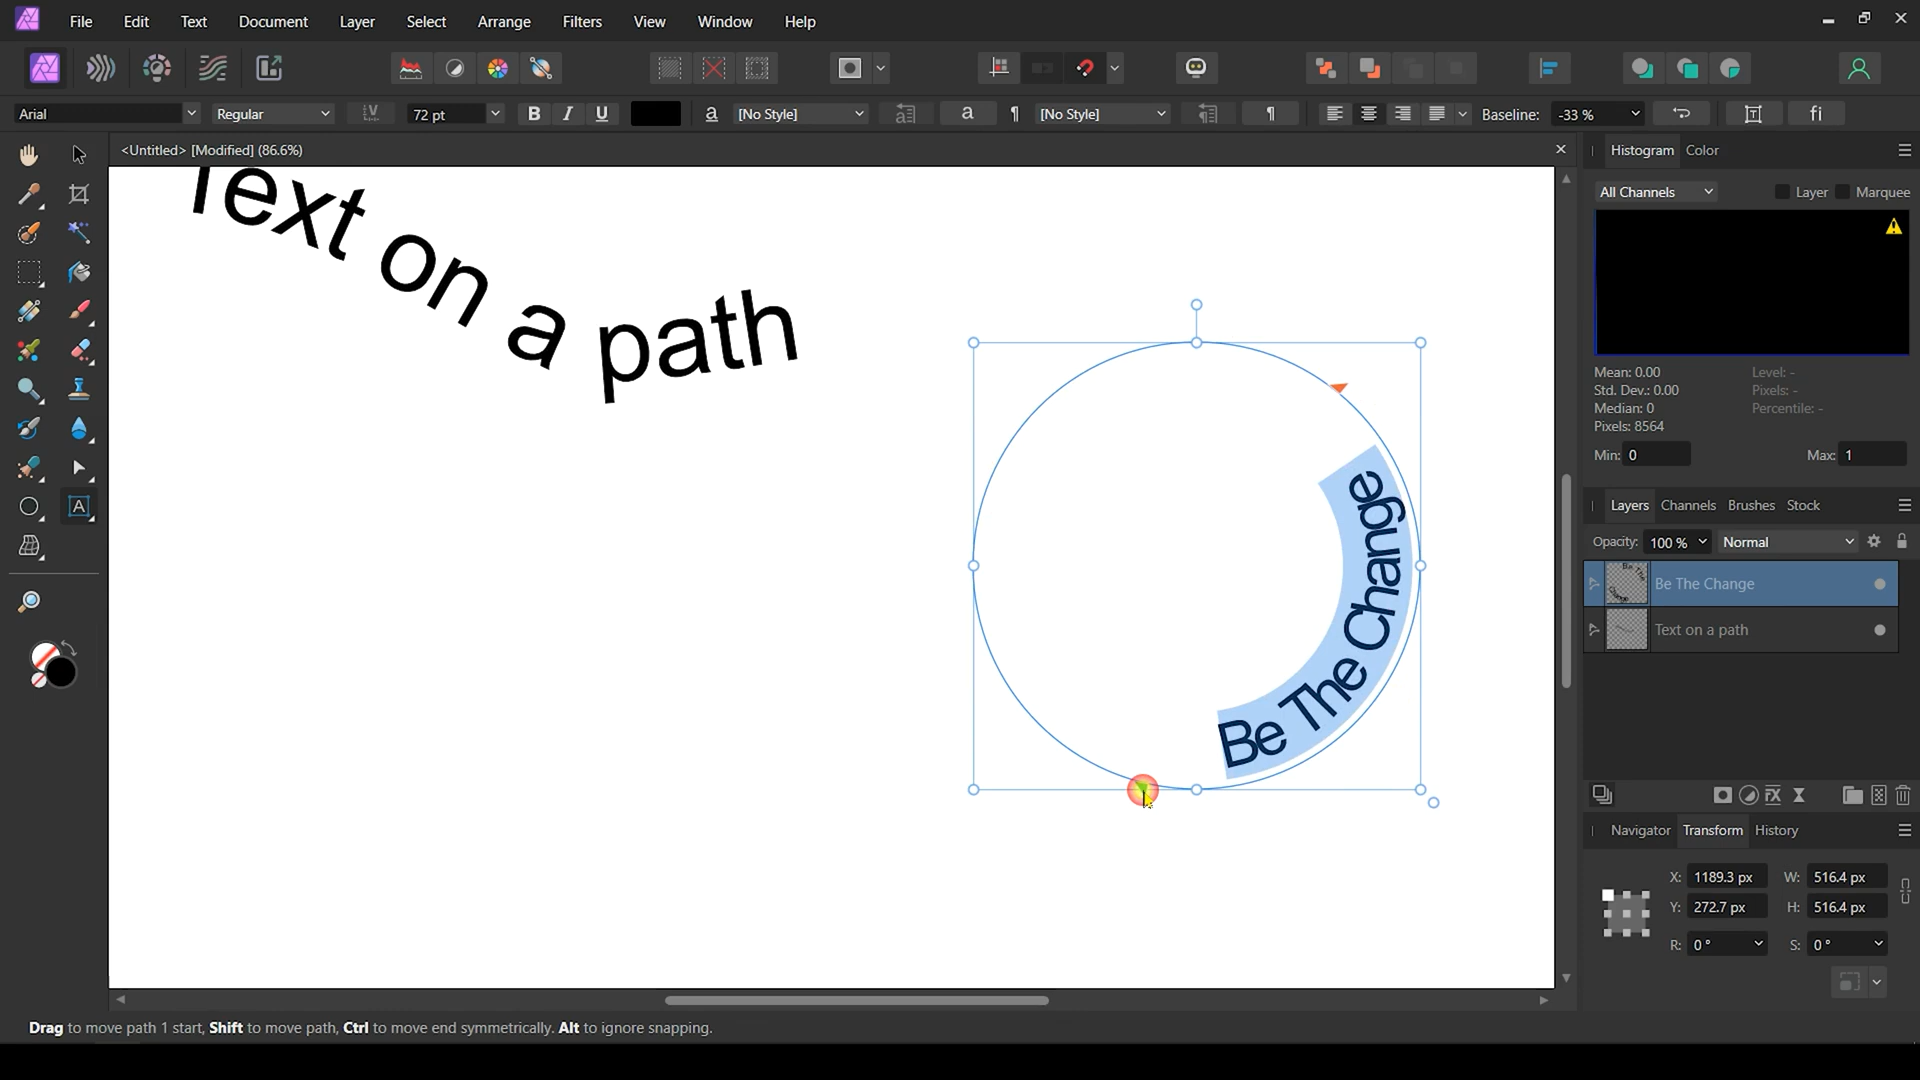 File Edit Text Document Layer Select Arrange Filters View Window Help
Arial Regular 72 pt B I U a [No Style] a ¶ [No Style] ¶ Baseline: -33 % fi
<Untitled> [Modified] (86.6%)
Histogram Color
All Channels Layer Marquee
Text on a path
Be The Change
Mean: 0.00 Level: -
Std. Dev.: 0.00 Pixels: -
Median: 0 Percentile: -
Pixels: 8564
Min: 0 Max: 1
Layers Channels Brushes Stock
Opacity: 100 % Normal
Be The Change
Text on a path
Navigator Transform History
X: 1189.3 px W: 516.4 px
Y: 272.7 px H: 516.4 px
R: 0 ° S: 0 °
Drag to move path 1 start, Shift to move path, Ctrl to move end symmetrically. Alt to ignore snapping.